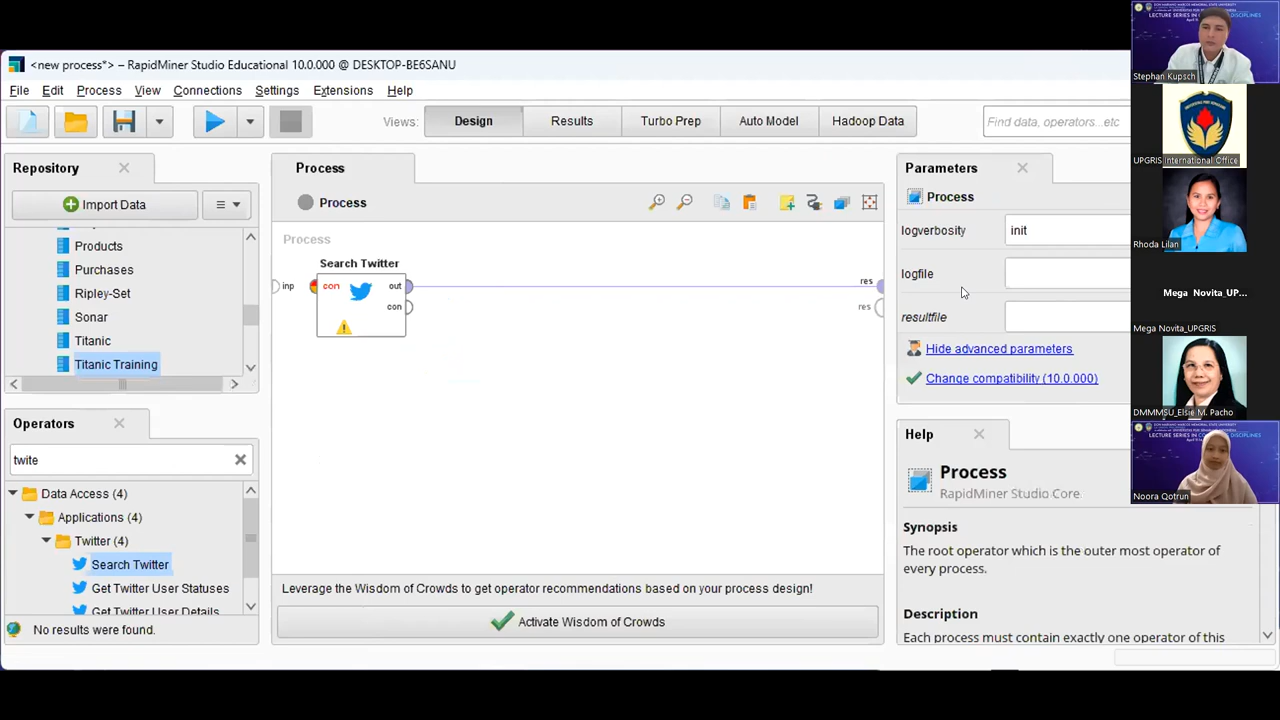 <new process*> – RapidMiner Studio Educational 10.0.000 @ DESKTOP-BE6SANU
File Edit Process View Connections Settings Extensions Help
Views: Design Results Turbo Prep Auto Model Hadoop Data
Find data, operators...etc
Repository
Import Data
Products
Purchases
Ripley-Set
Sonar
Titanic
Titanic Training
Operators
twite
Data Access (4)
Applications (4)
Twitter (4)
Search Twitter
Get Twitter User Statuses
Get Twitter User Details
No results were found.
Process
Process
Process
Search Twitter
inp con out res
con res
Leverage the Wisdom of Crowds to get operator recommendations based on your process design!
Activate Wisdom of Crowds
Parameters
Process
logverbosity init
logfile
resultfile
Hide advanced parameters
Change compatibility (10.0.000)
Help
Process
RapidMiner Studio Core
Synopsis
The root operator which is the outer most operator of
every process.
Description
Each process must contain exactly one operator of this
Stephan Kupsch
UPGRIS International Office
Rhoda Lilan
Mega Novita_UP...
Mega Novita_UPGRIS
DMMMSU_Elsie M. Pacho
Noora Qotrun